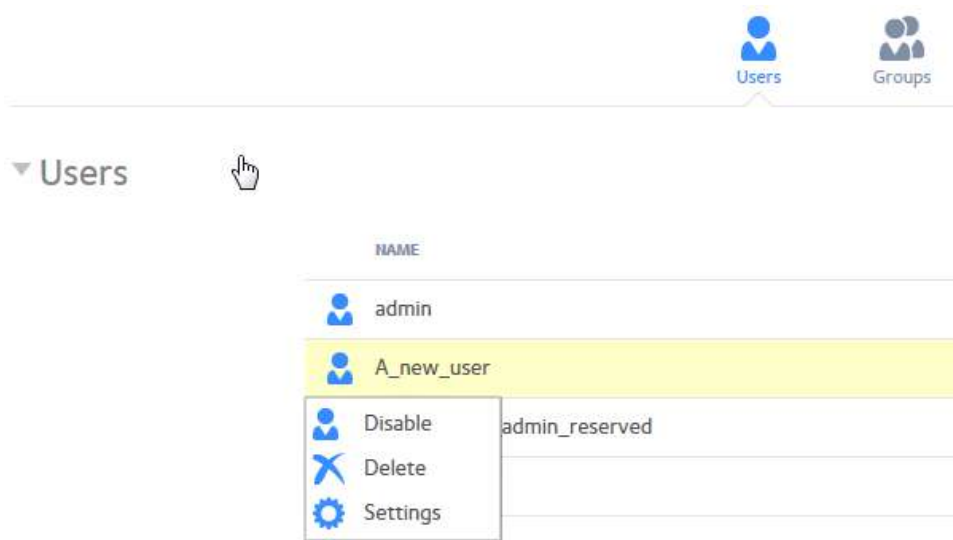 Users Groups
Users
NAME
admin
A_new_user
Disable admin_reserved
Delete
Settings